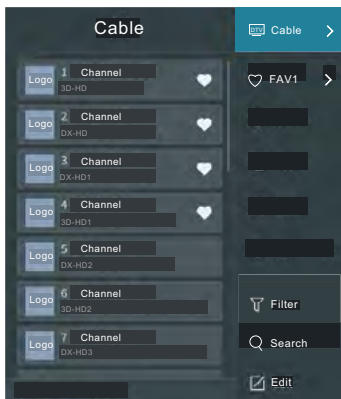 Cable
Logo 1 Channel
3D-HD
Logo 2 Channel
DX-HD
Logo 3 Channel
DX-HD1
Logo 4 Channel
3D-HD1
Logo 5 Channel
DX-HD2
Logo 6 Channel
3D-HD2
Logo 7 Channel
DX-HD3
DTV Cable
FAV1
Filter
Search
Edit